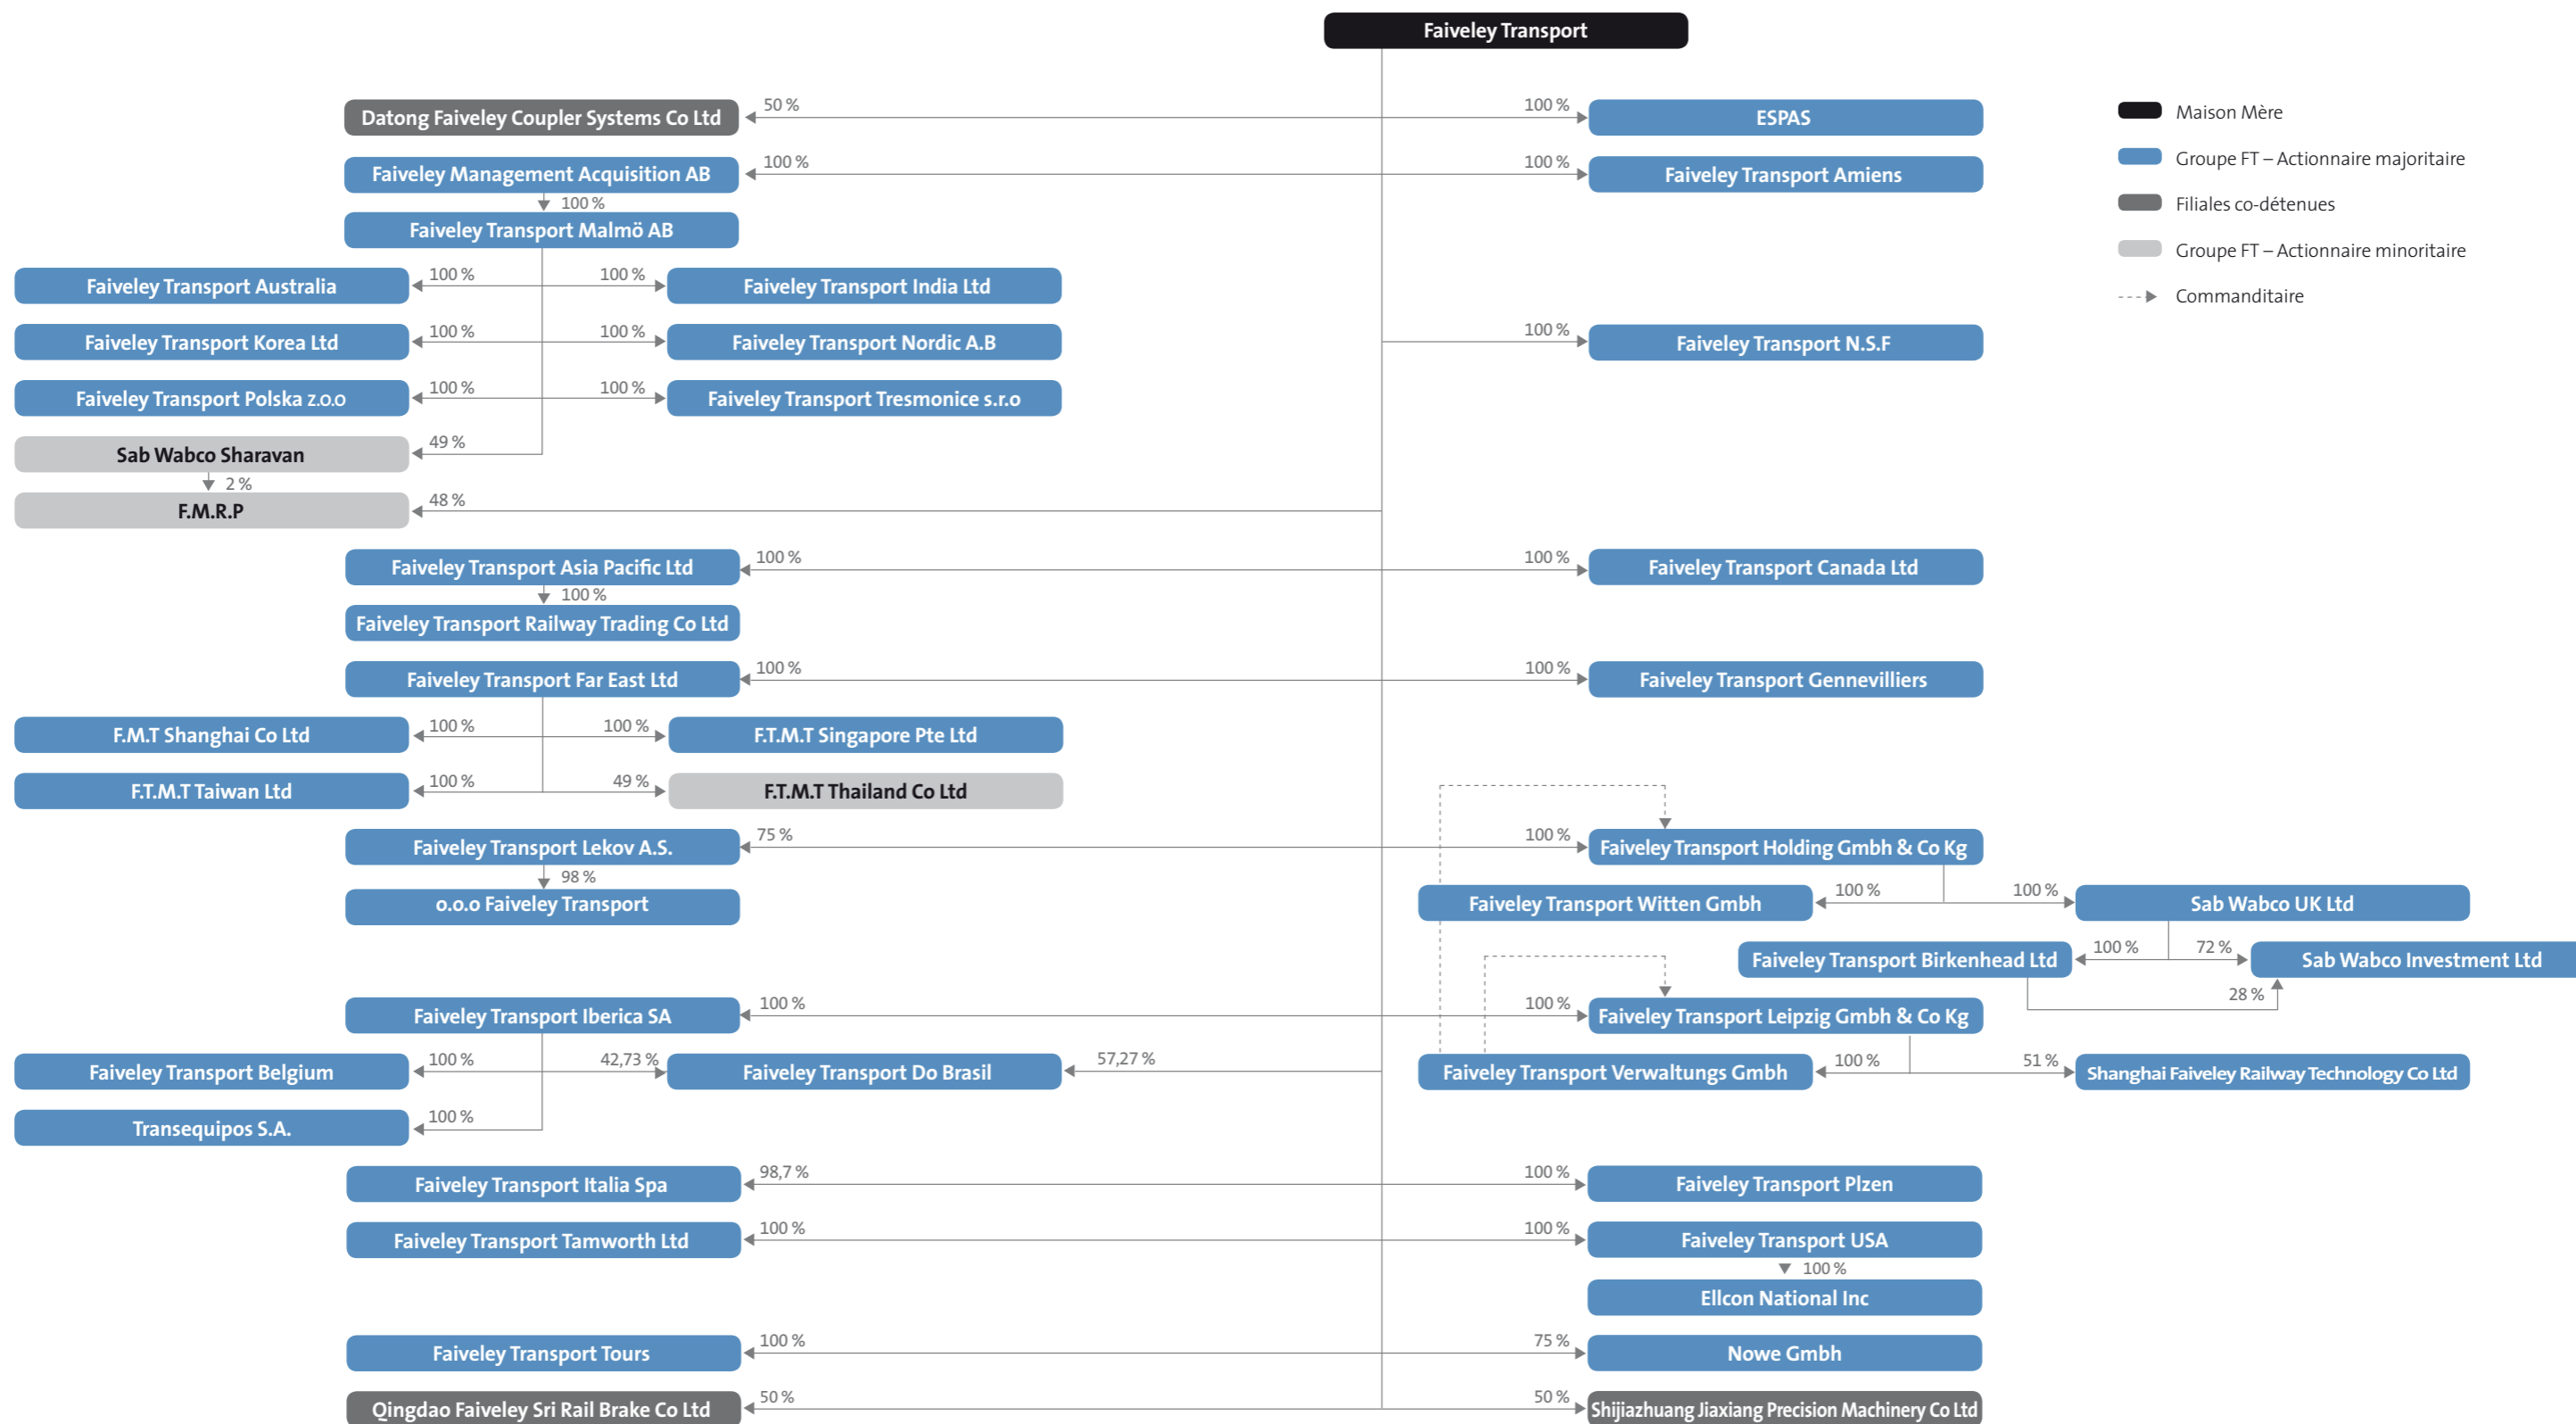 Faiveley Transport
50 %
100 %
Datong Faiveley Coupler Systems Co Ltd
ESPAS
Maison Mère
100 %
100 %
Faiveley Management Acquisition AB
Faiveley Transport Amiens
Groupe FT – Actionnaire majoritaire
100 %
Filiales co-détenues
Faiveley Transport Malmö AB
Groupe FT – Actionnaire minoritaire
100 %
100 %
Faiveley Transport Australia
Faiveley Transport India Ltd
Commanditaire
100 %
100 %
100 %
Faiveley Transport Korea Ltd
Faiveley Transport Nordic A.B
Faiveley Transport N.S.F
100 %
100 %
Faiveley Transport Polska z.o.o
Faiveley Transport Tresmonice s.r.o
49 %
Sab Wabco Sharavan
2 %
48 %
F.M.R.P
100 %
100 %
Faiveley Transport Asia Pacific Ltd
Faiveley Transport Canada Ltd
100 %
Faiveley Transport Railway Trading Co Ltd
100 %
100 %
Faiveley Transport Far East Ltd
Faiveley Transport Gennevilliers
100 %
100 %
F.M.T Shanghai Co Ltd
F.T.M.T Singapore Pte Ltd
100 %
49 %
F.T.M.T Taiwan Ltd
F.T.M.T Thailand Co Ltd
75 %
100 %
Faiveley Transport Lekov A.S.
Faiveley Transport Holding Gmbh & Co Kg
98 %
100 %
100 %
o.o.o Faiveley Transport
Faiveley Transport Witten Gmbh
Sab Wabco UK Ltd
100 %
72 %
Faiveley Transport Birkenhead Ltd
Sab Wabco Investment Ltd
28 %
100 %
100 %
Faiveley Transport Iberica SA
Faiveley Transport Leipzig Gmbh & Co Kg
100 %
42,73 %
57,27 %
100 %
51 %
Faiveley Transport Belgium
Faiveley Transport Do Brasil
Faiveley Transport Verwaltungs Gmbh
Shanghai Faiveley Railway Technology Co Ltd
100 %
Transequipos S.A.
98,7 %
100 %
Faiveley Transport Italia Spa
Faiveley Transport Plzen
100 %
100 %
Faiveley Transport Tamworth Ltd
Faiveley Transport USA
100 %
Ellcon National Inc
100 %
75 %
Faiveley Transport Tours
Nowe Gmbh
50 %
50 %
Qingdao Faiveley Sri Rail Brake Co Ltd
Shijiazhuang Jiaxiang Precision Machinery Co Ltd